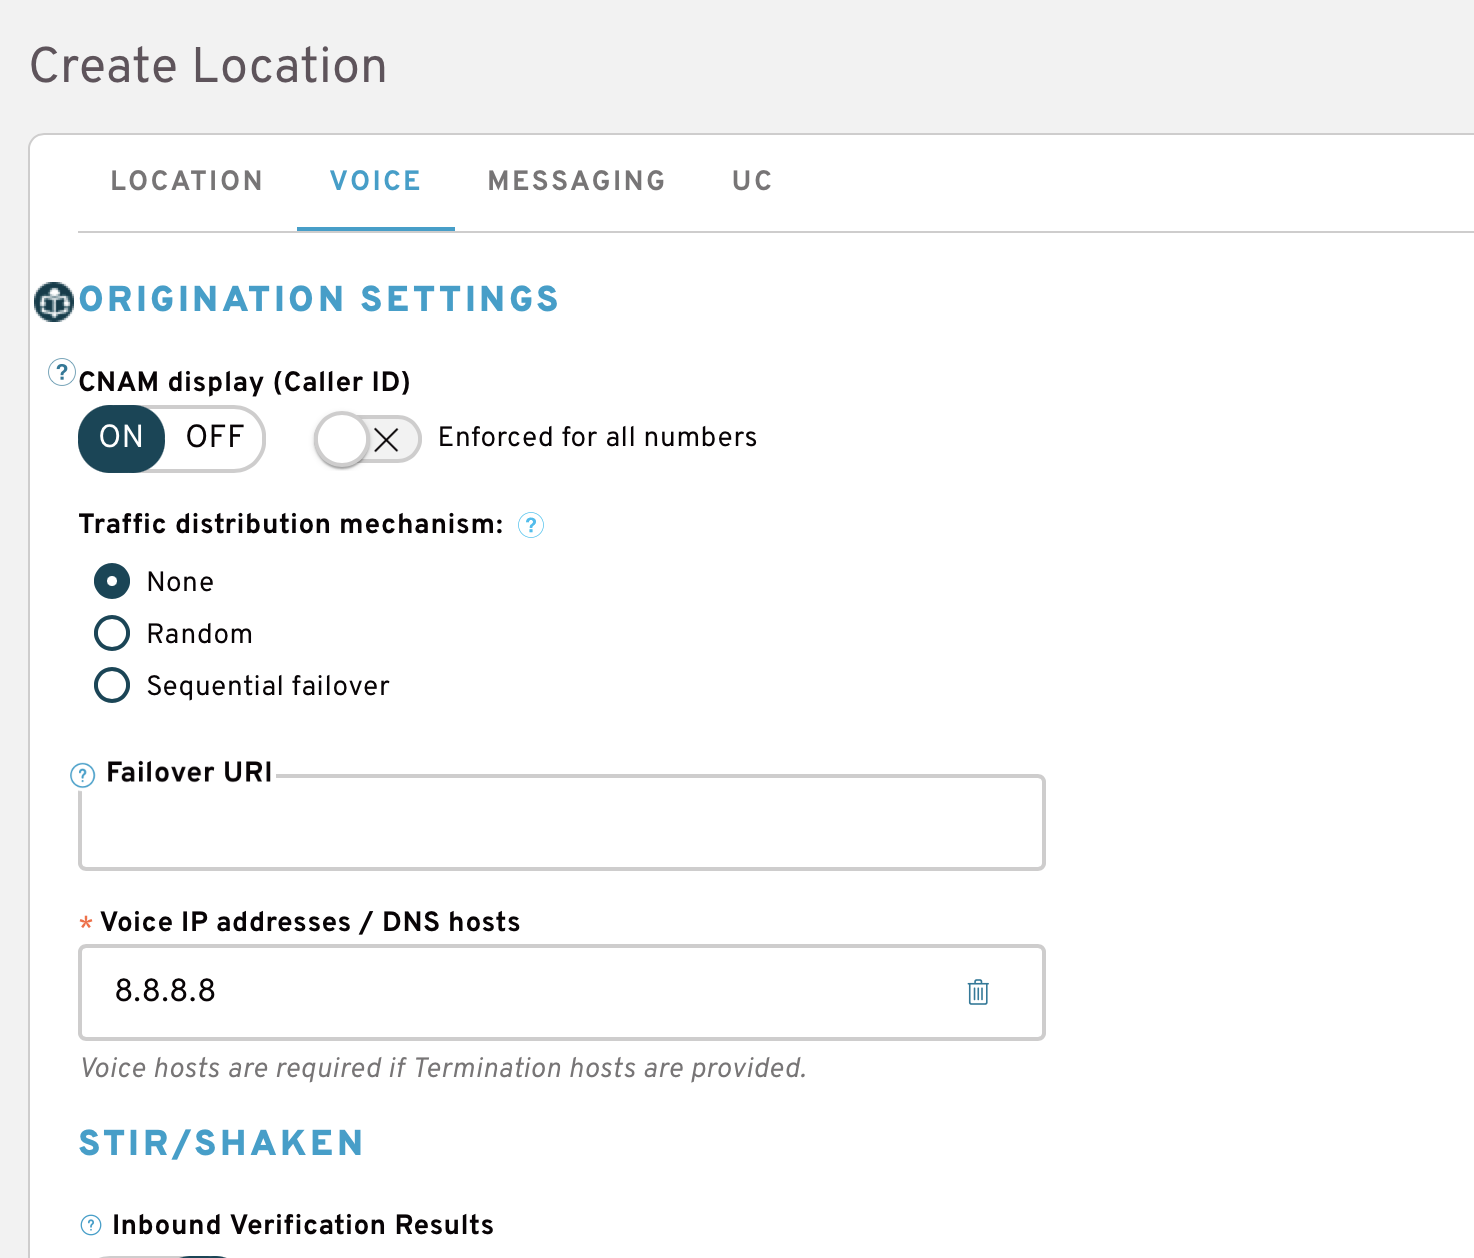 Create Location
LOCATION VOICE MESSAGING UC
ORIGINATION SETTINGS
? CNAM display (Caller ID)
ON OFF Enforced for all numbers
Traffic distribution mechanism: ?
None
Random
Sequential failover
? Failover URI
* Voice IP addresses / DNS hosts
8.8.8.8
Voice hosts are required if Termination hosts are provided.
STIR/SHAKEN
? Inbound Verification Results